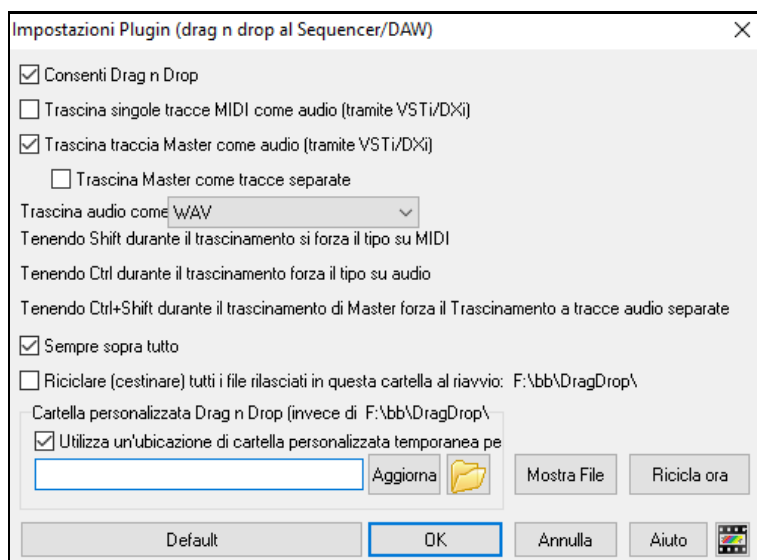 Impostazioni Plugin (drag n drop al Sequencer/DAW)
Consenti Drag n Drop
Trascina singole tracce MIDI come audio (tramite VSTi/DXi)
Trascina traccia Master come audio (tramite VSTi/DXi)
Trascina Master come tracce separate
Trascina audio come WAV
Tenendo Shift durante il trascinamento si forza il tipo su MIDI
Tenendo Ctrl durante il trascinamento forza il tipo su audio
Tenendo Ctrl+Shift durante il trascinamento di Master forza il Trascinamento a tracce audio separate
Sempre sopra tutto
Riciclare (cestinare) tutti i file rilasciati in questa cartella al riavvio: F:\bb\DragDrop\
Cartella personalizzata Drag n Drop (invece di F:\bb\DragDrop\
Utilizza un'ubicazione di cartella personalizzata temporanea pe
Aggiorna Mostra File Ricicla ora
Default OK Annulla Aiuto